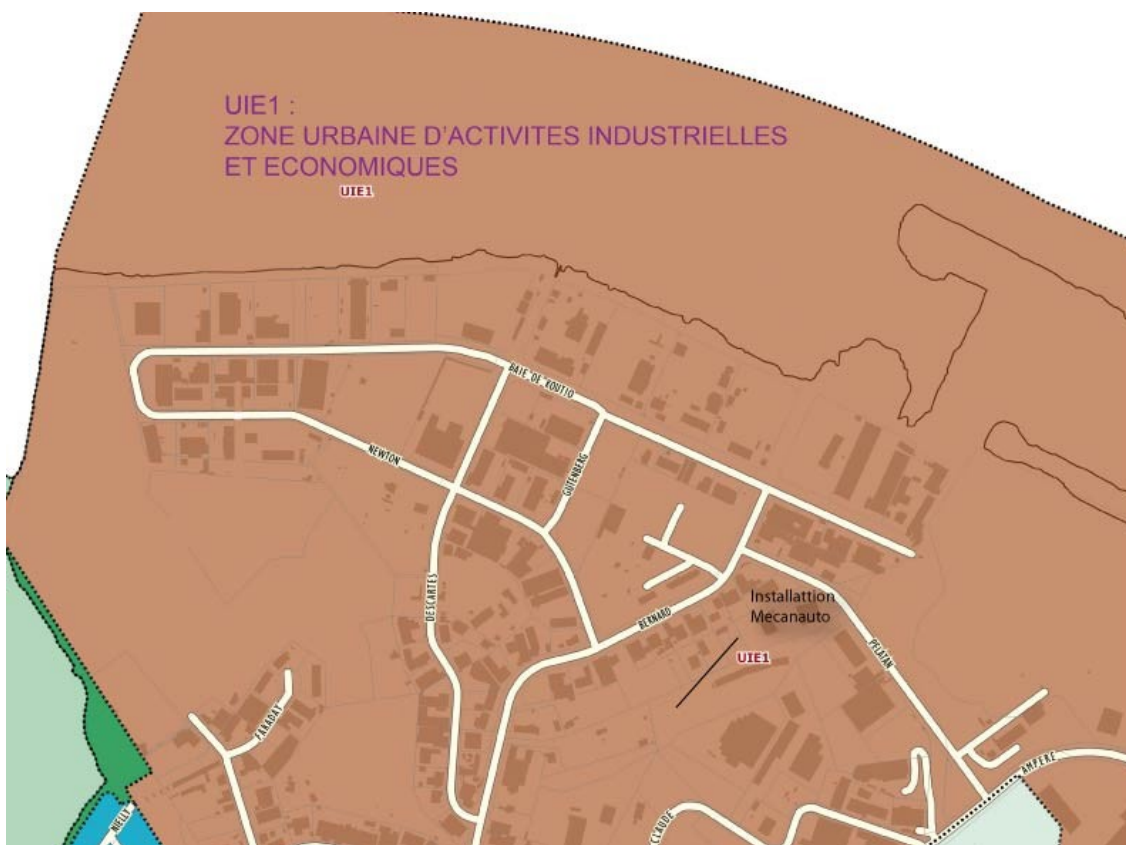 UIE1 :
ZONE URBAINE D'ACTIVITES INDUSTRIELLES
ET ECONOMIQUES
UIE1
BAIE DE KOUTIO
NEWTON
GUTENBERG
DESCARTES
BERNARD
Installattion
Mecanauto
UIE1
PELATAN
FARADAY
AMPERE
NIELLY
CLAUDE